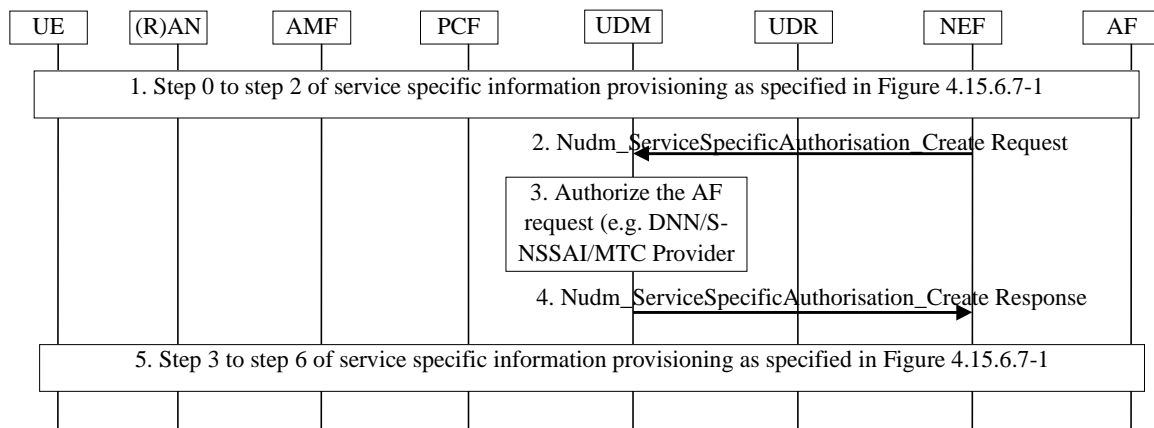 UE (R)AN AMF PCF UDM UDR NEF AF
1. Step 0 to step 2 of service specific information provisioning as specified in Figure 4.15.6.7-1
2. Nudm_ServiceSpecificAuthorisation_Create Request
3. Authorize the AF
request (e.g. DNN/S-
NSSAI/MTC Provider
4. Nudm_ServiceSpecificAuthorisation_Create Response
5. Step 3 to step 6 of service specific information provisioning as specified in Figure 4.15.6.7-1